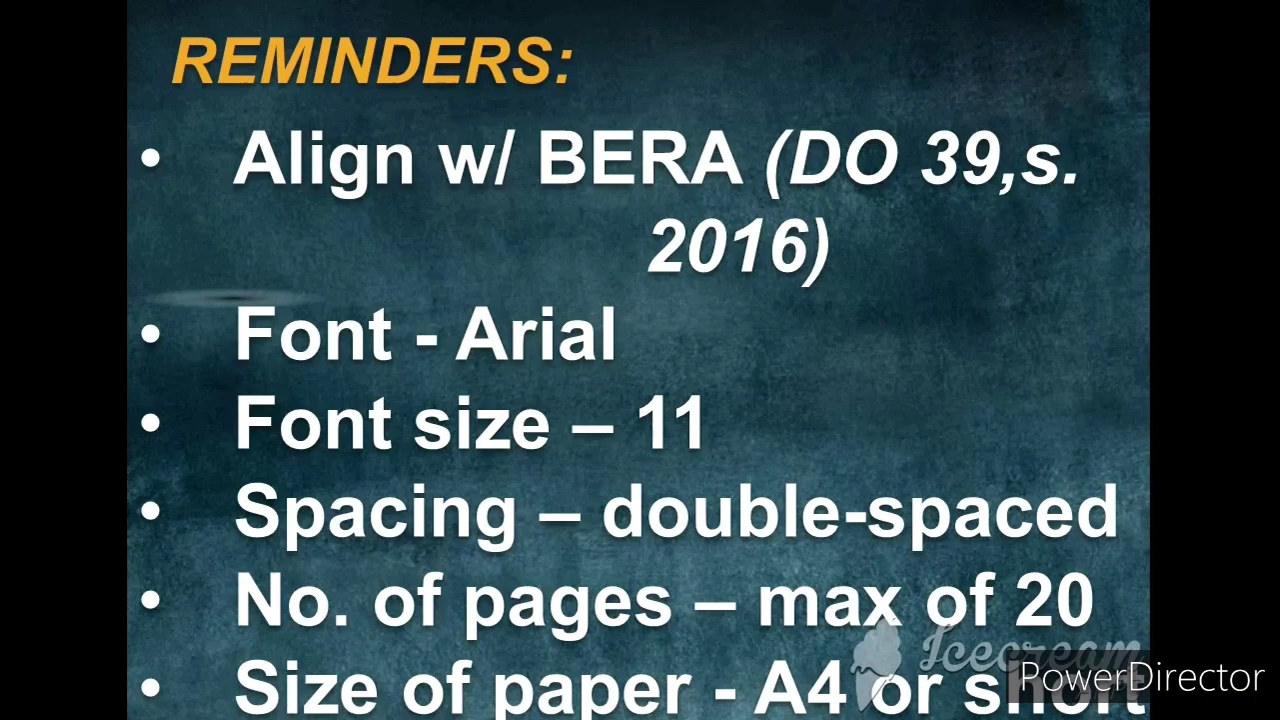 REMINDERS:
• Align w/ BERA (DO 39,s.
2016)
• Font - Arial
• Font size – 11
• Spacing – double-spaced
• No. of pages – max of 20
• Size of paper - A4 or short
Icecream
PowerDirector